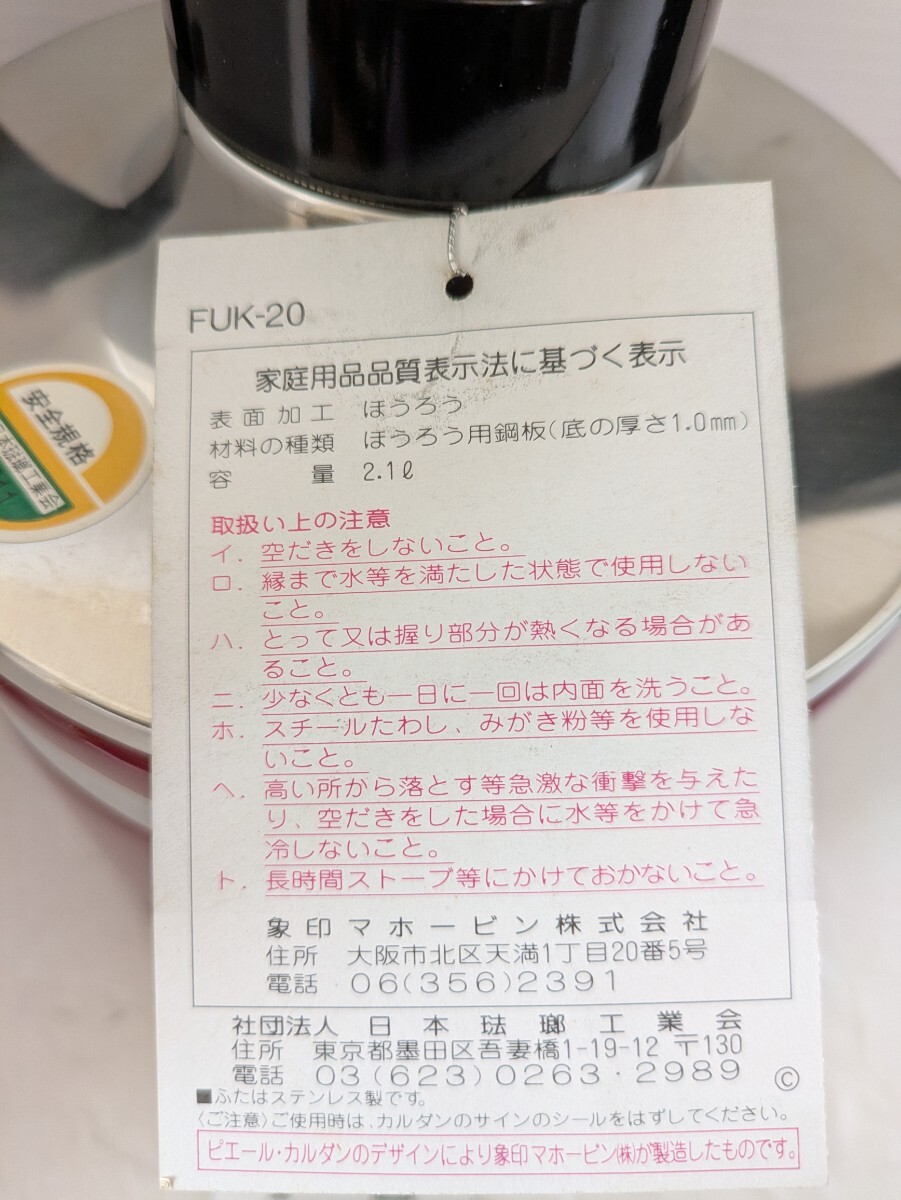 FUK-20
家庭用品品質表示法に基づく表示
表面加工 ほうろう
材料の種類 ほうろう用鋼板(底の厚さ1.0mm)
容量 2.1ℓ
取扱い上の注意
イ. 空だきをしないこと。
ロ. 縁まで水等を満たした状態で使用しない
こと。
ハ. とって又は握り部分が熱くなる場合があ
ること。
ニ. 少なくとも一日に一回は内面を洗うこと。
ホ. スチールたわし、みがき粉等を使用しな
いこと。
ヘ. 高い所から落とす等急激な衝撃を与えた
り、空だきをした場合に水等をかけて急
冷しないこと。
ト. 長時間ストーブ等にかけておかないこと。
象印マホービン株式会社
住所 大阪市北区天満1丁目20番5号
電話 06(356)2391
社団法人 日本琺瑯工業会
住所 東京都墨田区吾妻橋1-19-12 〒130
電話 03(623)0263・2989
©
■ふたはステンレス製です。
〈ご注意〉ご使用時は、カルダンのサインのシールをはずしてください。
ピエール・カルダンのデザインにより象印マホービン㈱が製造したものです。
安全規格
本琺瑯工業会